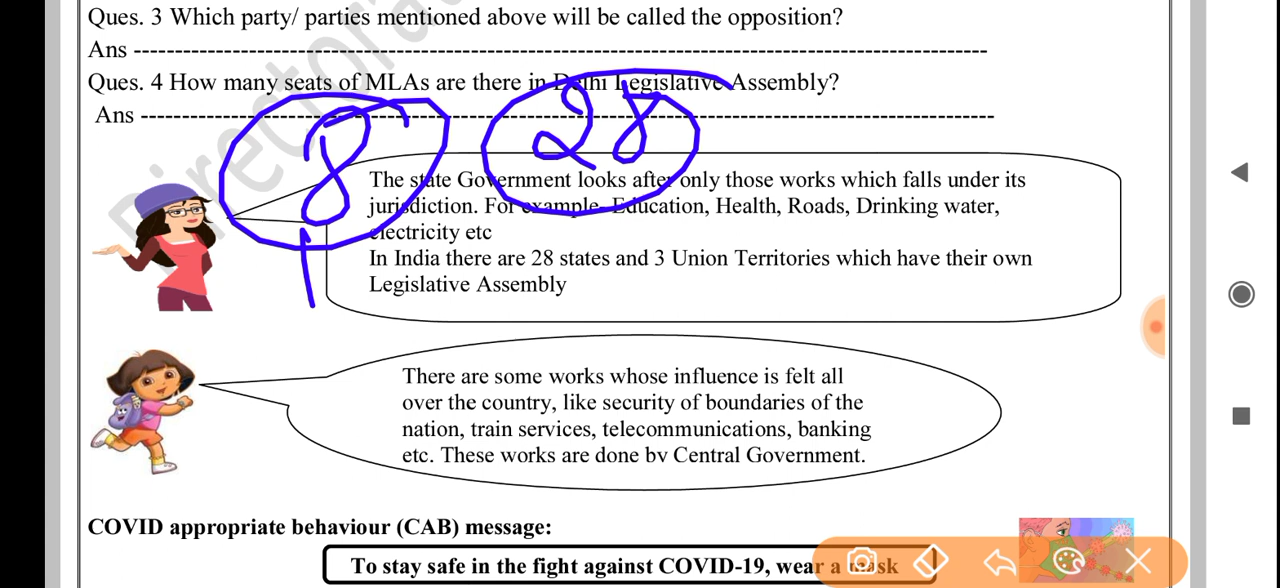 Ques. 3 Which party/ parties mentioned above will be called the opposition?
Ans
Ques. 4 How many seats of MLAs are there in Delhi Legislative Assembly?
Ans
8 28
The state Government looks after only those works which falls under its
jurisdiction. For example- Education, Health, Roads, Drinking water,
electricity etc
In India there are 28 states and 3 Union Territories which have their own
Legislative Assembly
There are some works whose influence is felt all
over the country, like security of boundaries of the
nation, train services, telecommunications, banking
etc. These works are done by Central Government.
COVID appropriate behaviour (CAB) message:
To stay safe in the fight against COVID-19, wear a mask